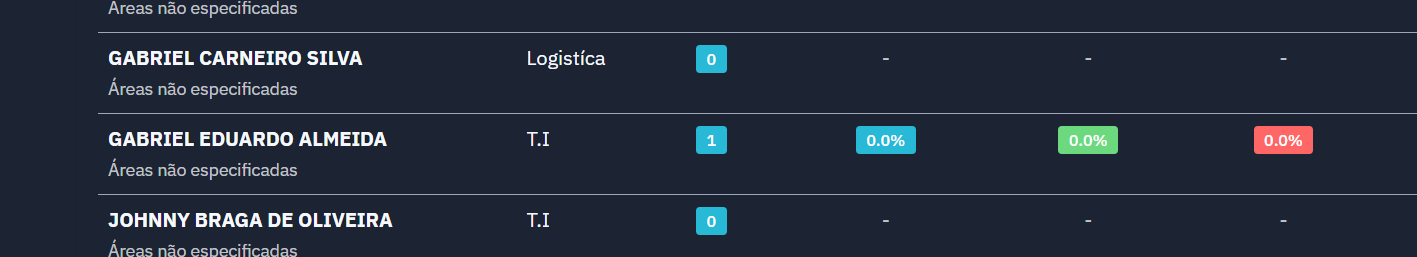 Áreas não especificadas
GABRIEL CARNEIRO SILVA Logistíca 0 - - -
Áreas não especificadas
GABRIEL EDUARDO ALMEIDA T.I 1 0.0% 0.0% 0.0%
Áreas não especificadas
JOHNNY BRAGA DE OLIVEIRA T.I 0 - - -
Áreas não especificadas